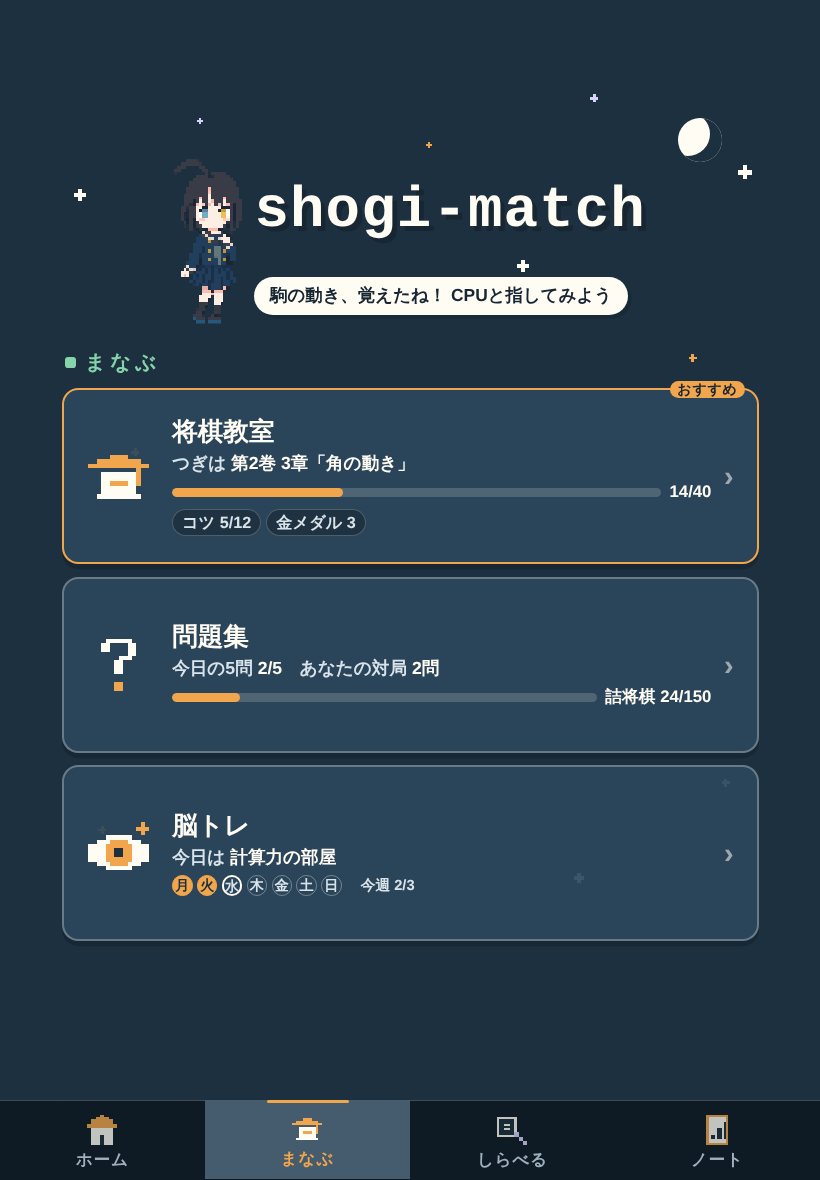 shogi-match
駒の動き、覚えたね！ CPUと指してみよう
まなぶ
おすすめ
将棋教室
つぎは 第2巻 3章「角の動き」
14/40
コツ 5/12 金メダル 3
問題集
今日の5問 2/5 あなたの対局 2問
詰将棋 24/150
脳トレ
今日は 計算力の部屋
月 火 水 木 金 土 日 今週 2/3
ホーム まなぶ しらべる ノート